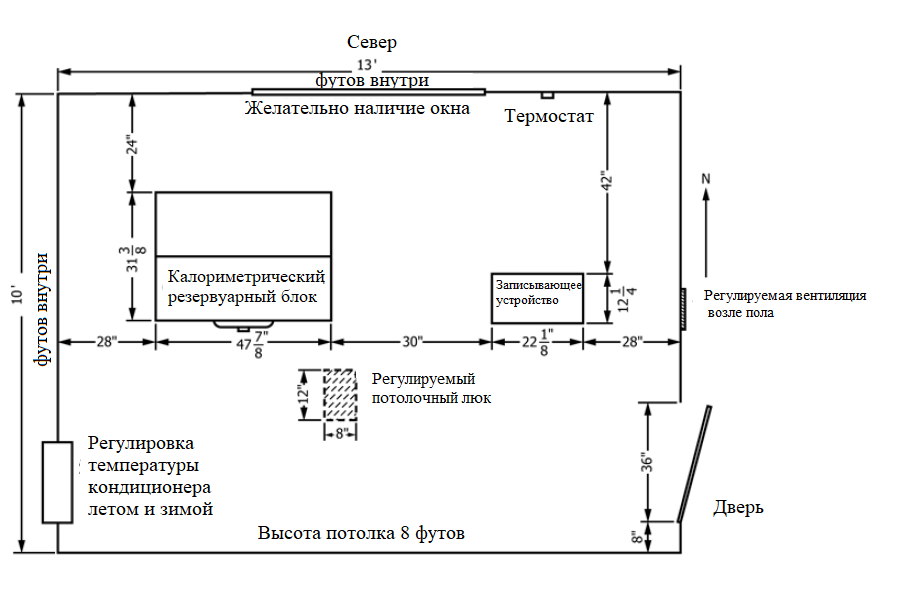 Север
13'
футов внутри
Желательно наличие окна
Термостат
24"
42"
N
31 3/8
Калориметрический
резервуарный блок
Записывающее
устройство
12 1/4
Регулируемая вентиляция
возле пола
10'
футов внутри
28"
47 7/8
30"
22 1/8
28"
12"
Регулируемый
потолочный люк
8"
Регулировка
температуры
кондиционера
летом и зимой
36"
Дверь
Высота потолка 8 футов
8"